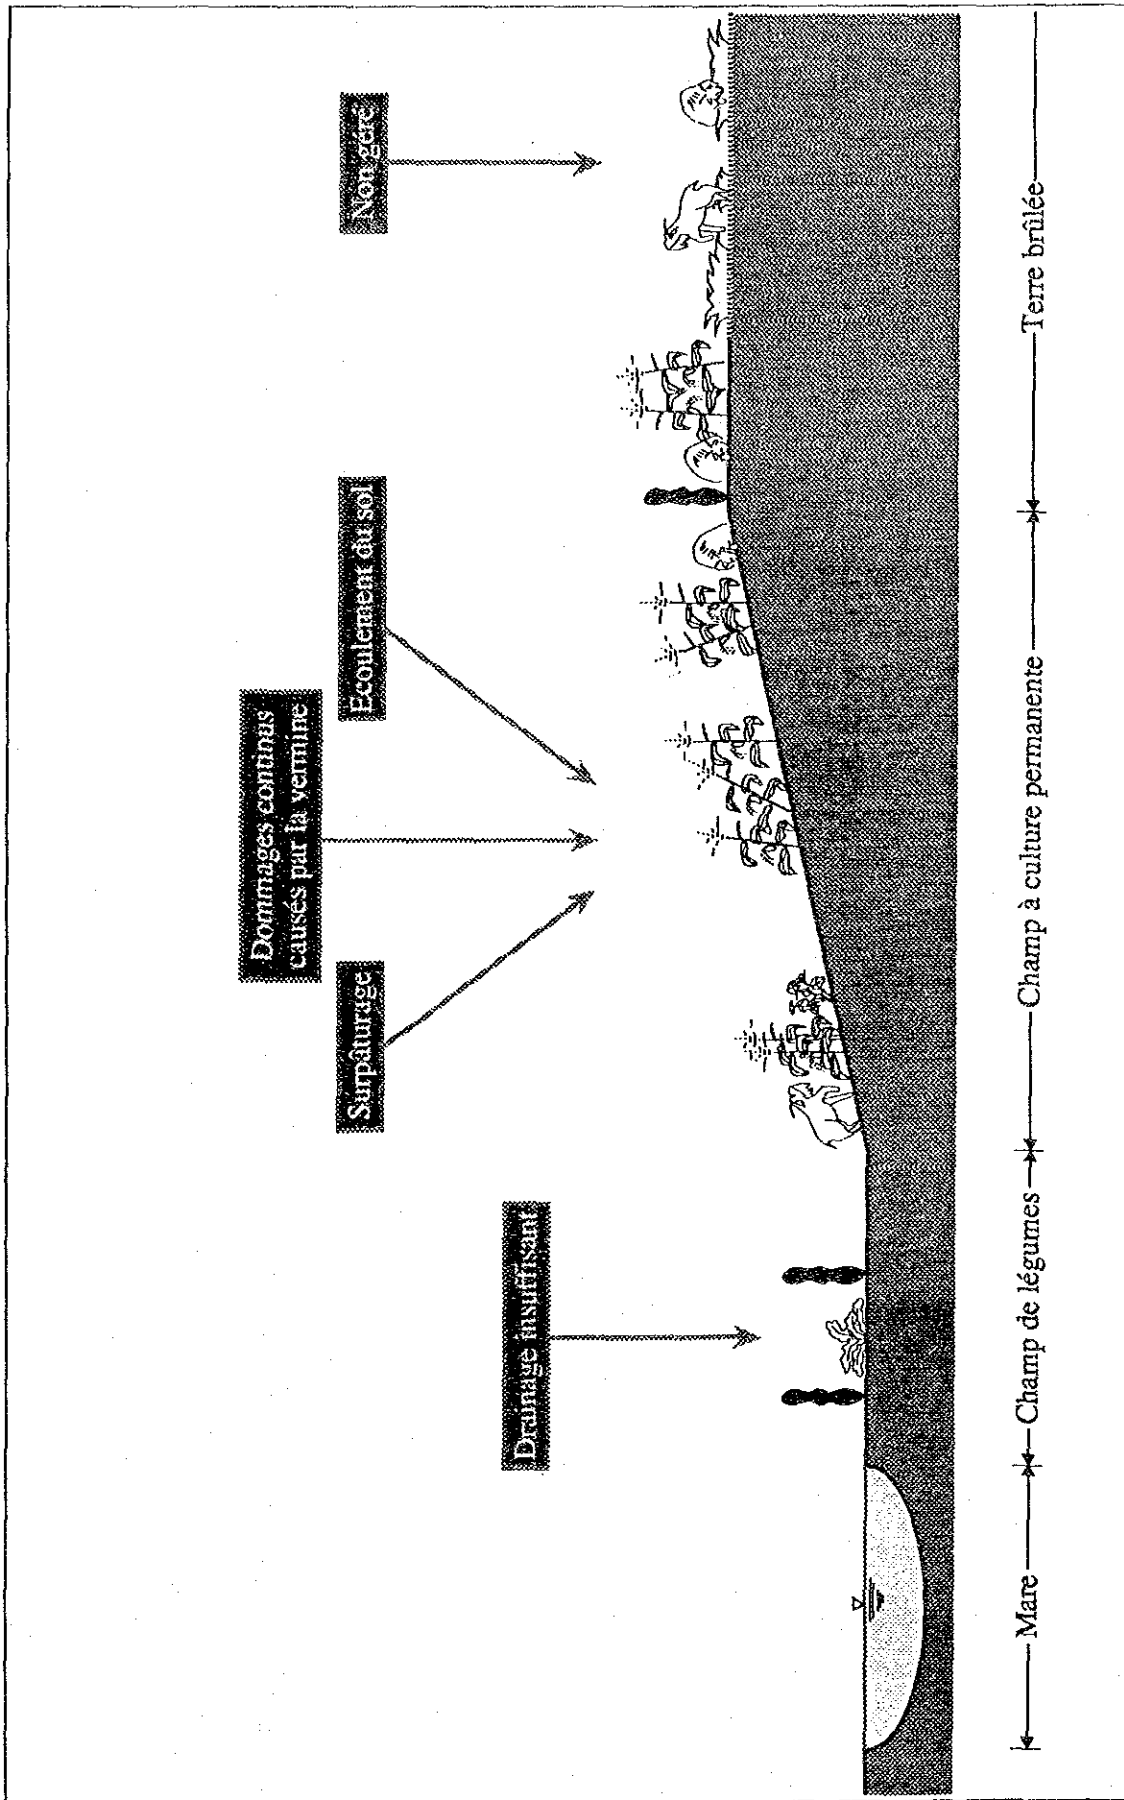 Dommages continus
causés par la vermine
Drainage insuffisant
Surpâturage
Ecoulement du sol
Non géré
Mare
Champ de légumes
Champ à culture permanente
Terre brûlée